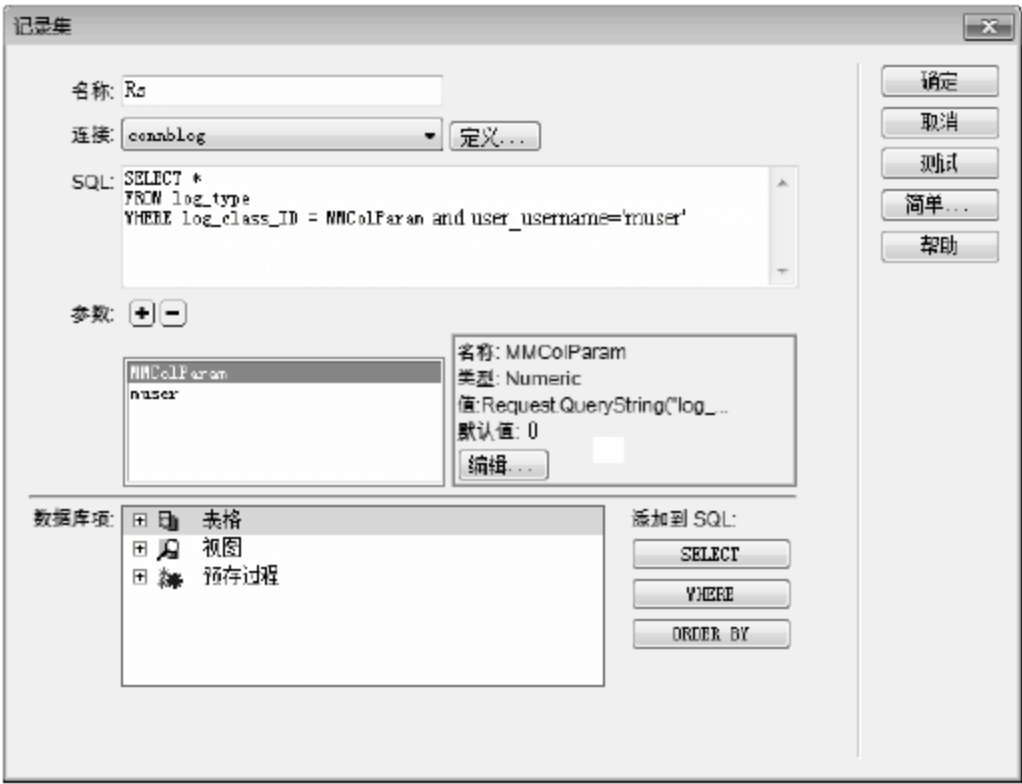 记录集
名称: Rs
连接: connblog 定义...
SQL: SELECT *
FROM log_type
WHERE log_class_ID = MMColParam and user_username='muser'
参数:
MMColParam
muser
名称: MMColParam
类型: Numeric
值:Request.QueryString("log_...
默认值: 0
编辑...
数据库项:
表格
视图
预存过程
添加到 SQL:
SELECT
WHERE
ORDER BY
确定
取消
测试
简单...
帮助